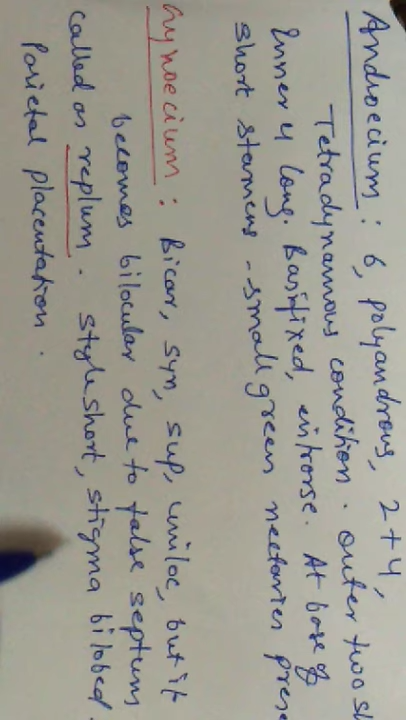 Androecium : 6, polyandrous, 2+4,
Tetradynamous condition. Outer two sh
Inner 4 long. Basifixed, introrse. At base of
short stamens - small green nectaries prese
Gynoecium : Bicar, syn, sup, uniloc, but it
becomes bilocular due to false septum
called as replum. Style short, stigma bilobed.
Parietal placentation.